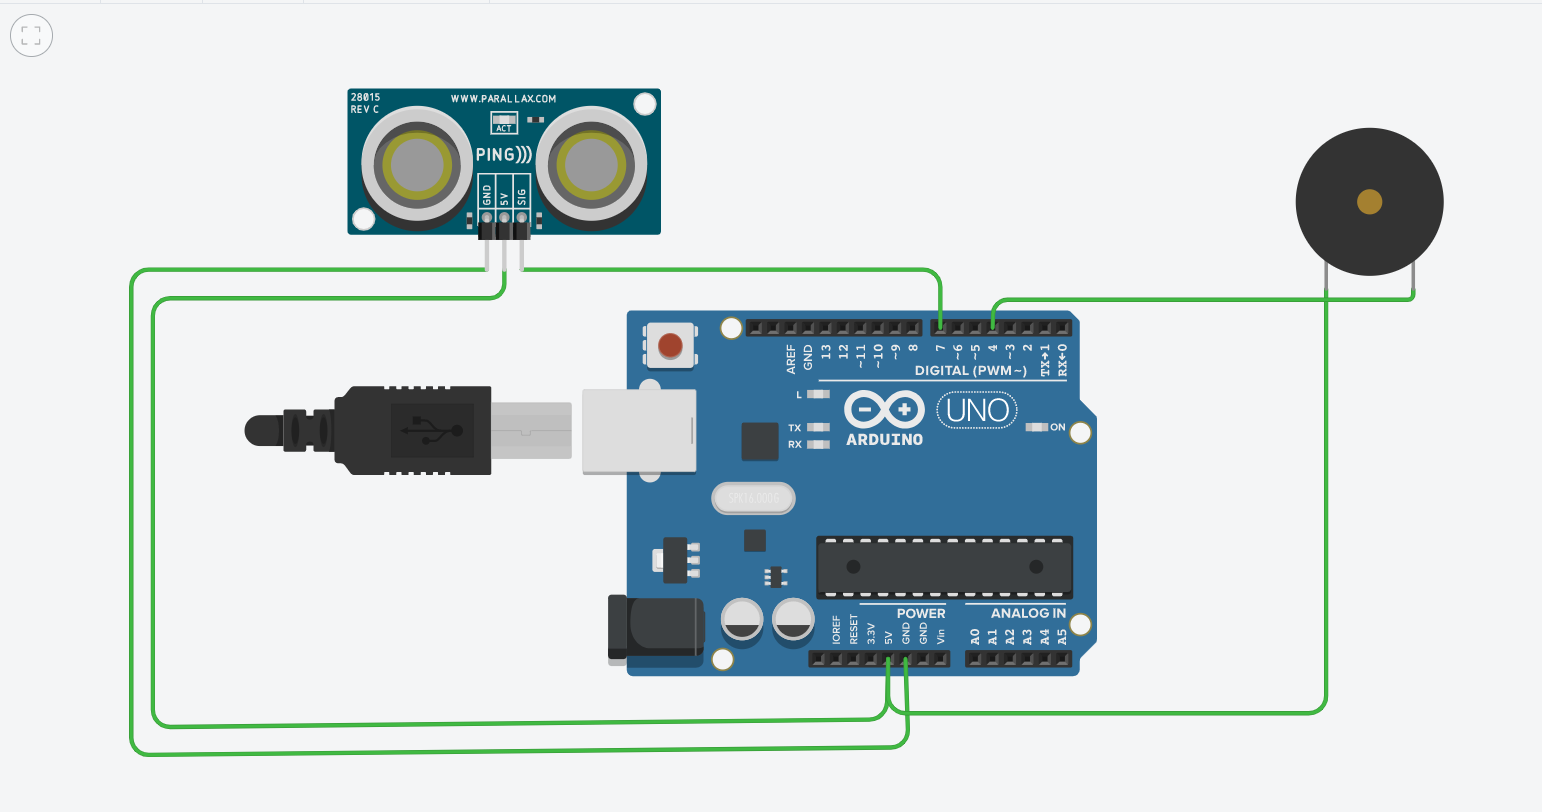 28015
REV C
WWW.PARALLAX.COM
ACT
PING)))
GND
5V
SIG
AREF
GND
13
12
~11
~10
~9
8
7
~6
~5
4
~3
2
TX→1
RX←0
DIGITAL (PWM~)
L
TX
RX
ARDUINO
UNO
ON
POWER
ANALOG IN
IOREF
RESET
3.3V
5V
GND
GND
Vin
A0
A1
A2
A3
A4
A5